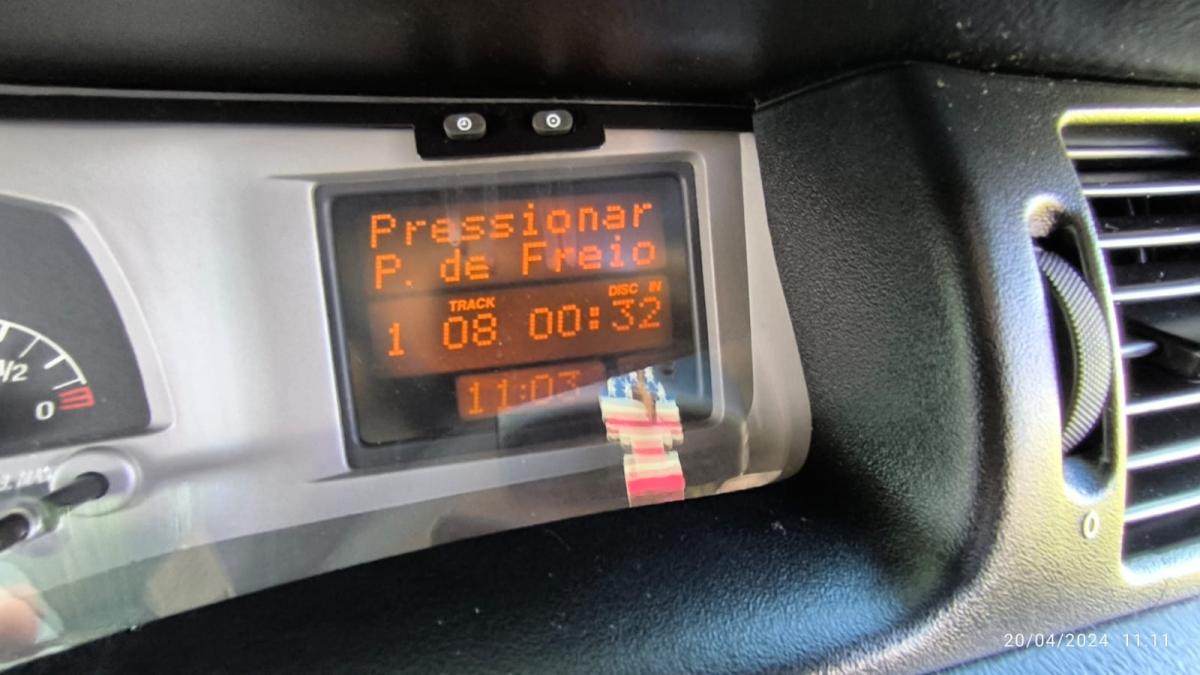 Pressionar
P. de Freio
TRACK DISC IN
1 08 00:32
11:03
1/2
0
0
20/04/2024 11.11